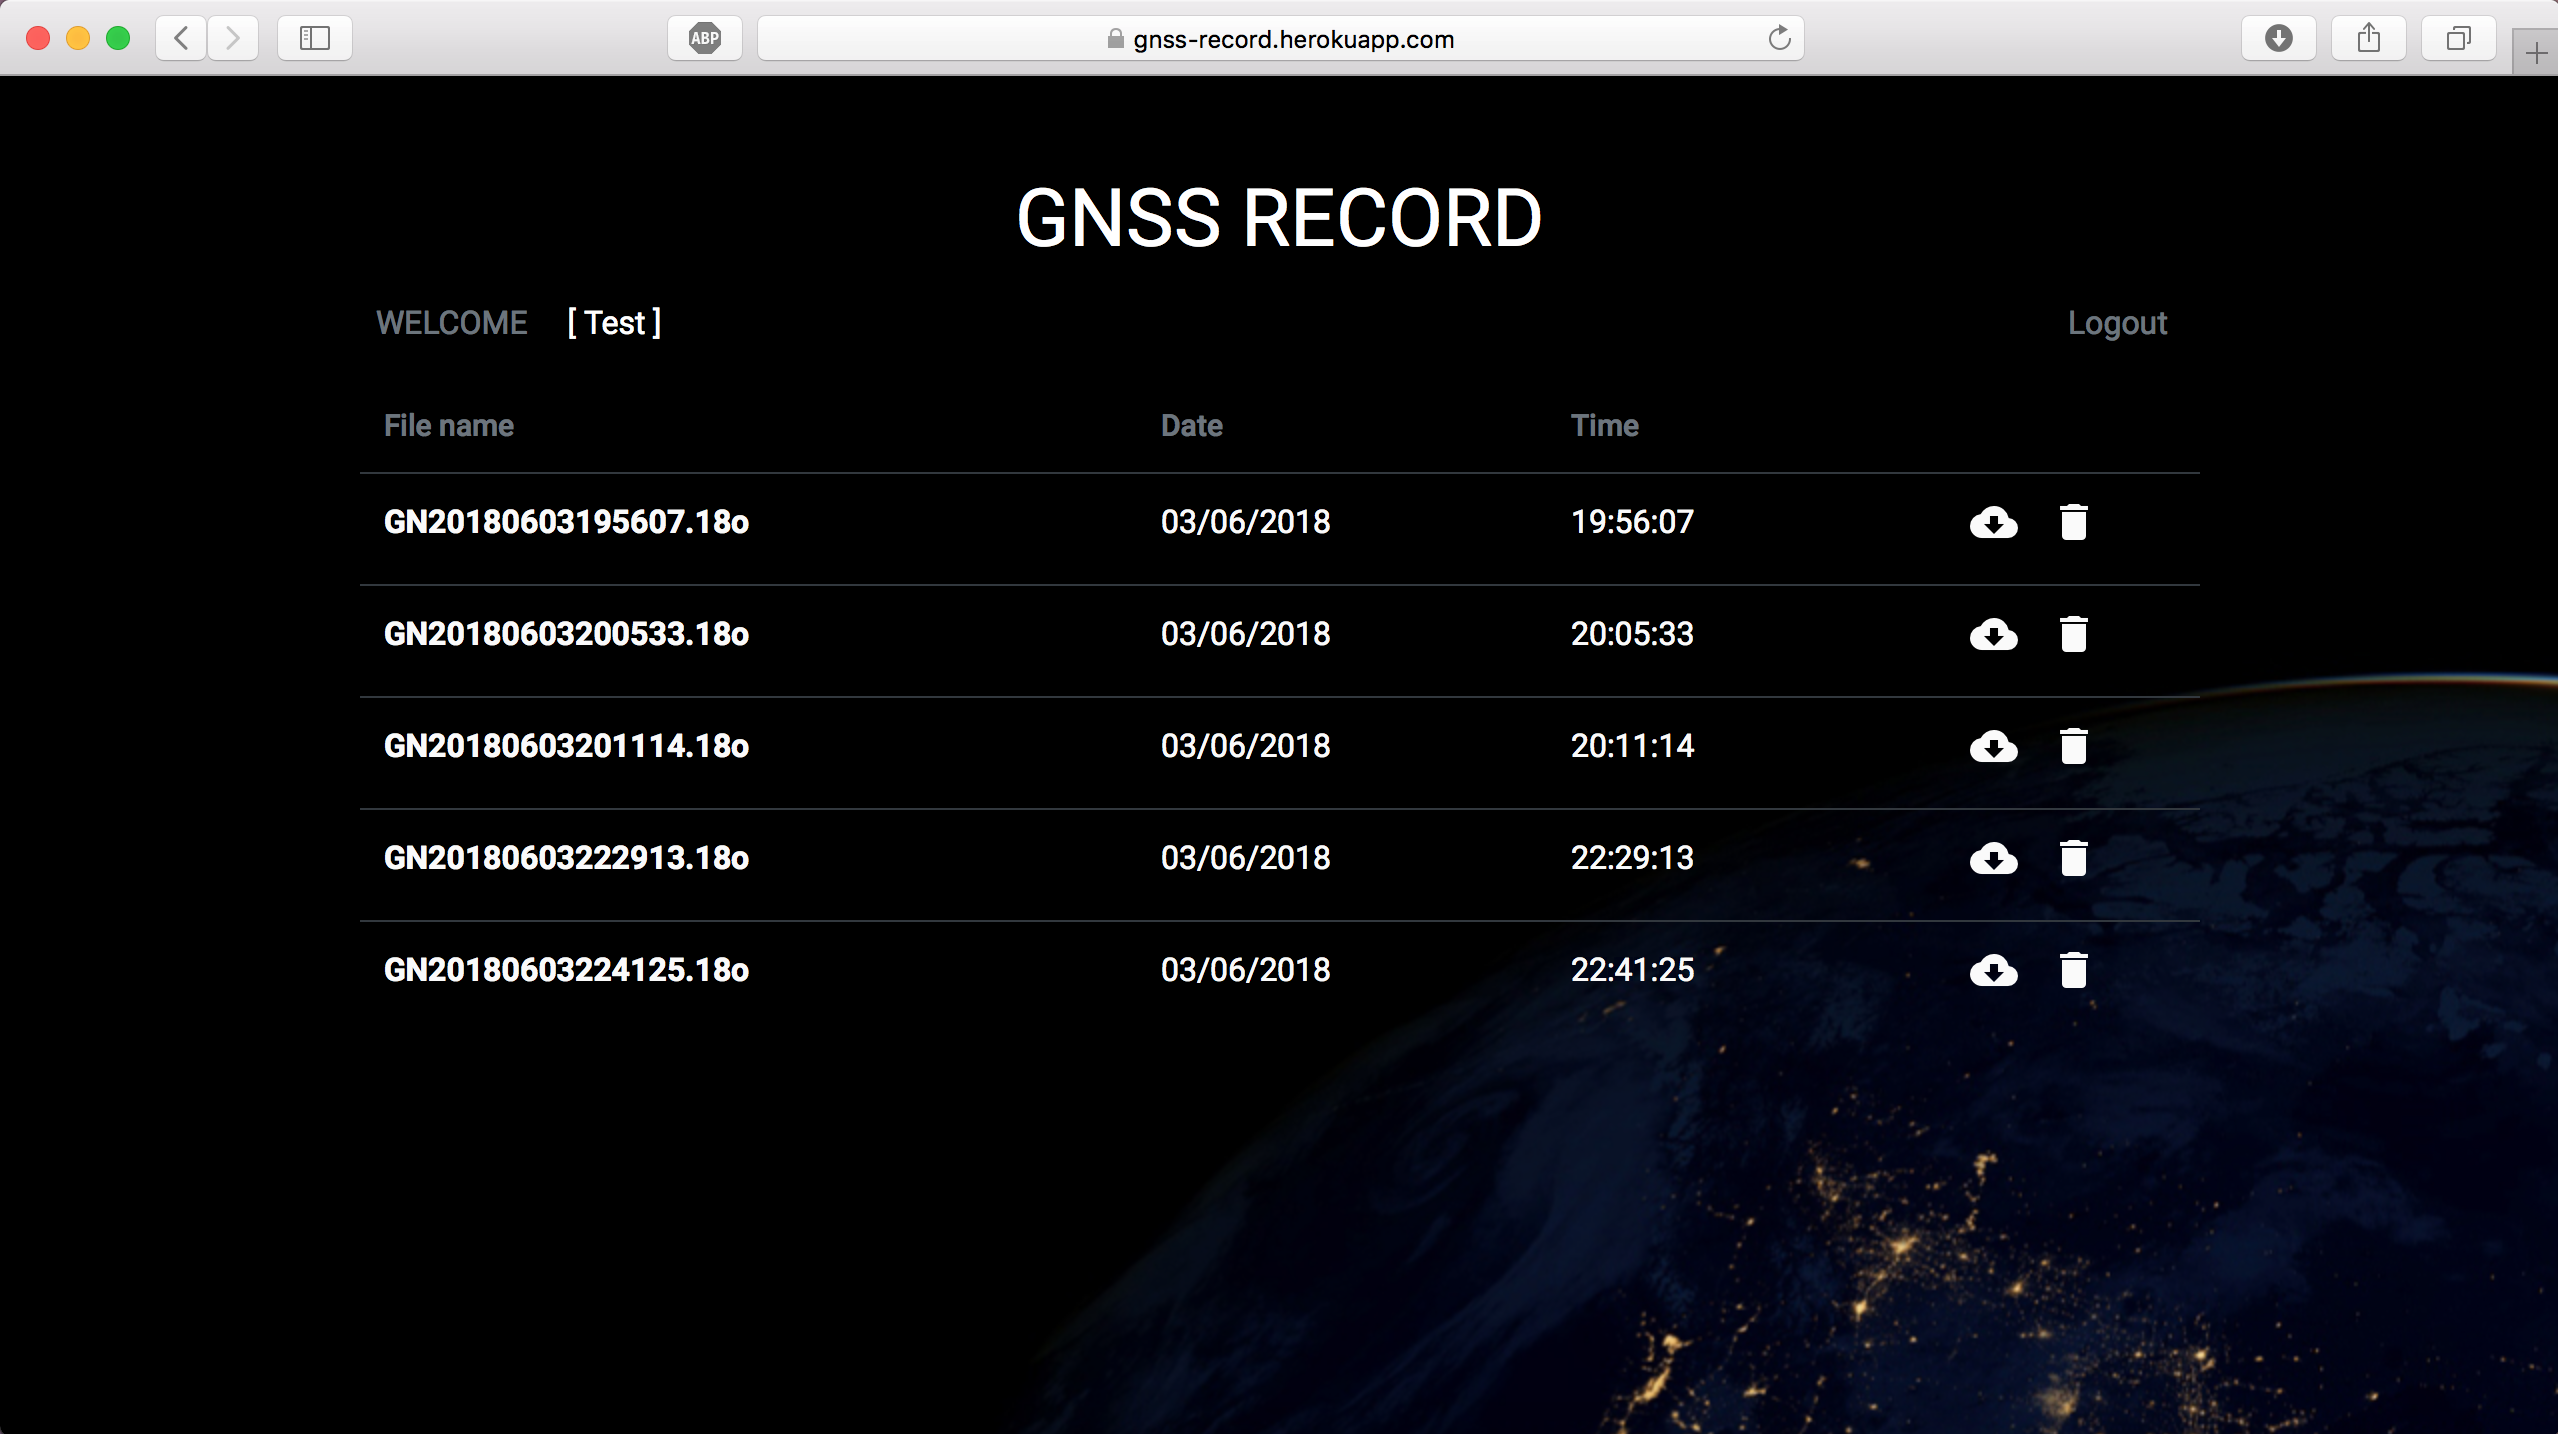 ABP
gnss-record.herokuapp.com
GNSS RECORD
WELCOME [ Test ] Logout
File name Date Time
GN20180603195607.18o 03/06/2018 19:56:07
GN20180603200533.18o 03/06/2018 20:05:33
GN20180603201114.18o 03/06/2018 20:11:14
GN20180603222913.18o 03/06/2018 22:29:13
GN20180603224125.18o 03/06/2018 22:41:25